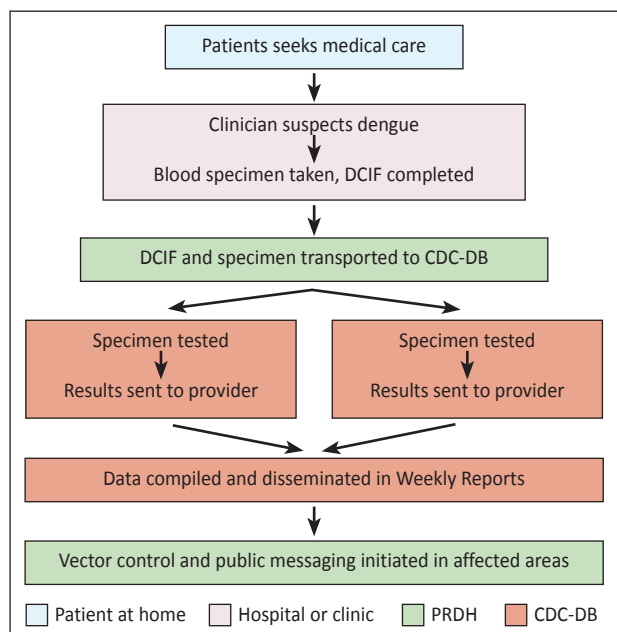 Patients seeks medical care
Clinician suspects dengue
Blood specimen taken, DCIF completed
DCIF and specimen transported to CDC-DB
Specimen tested
Results sent to provider
Specimen tested
Results sent to provider
Data compiled and disseminated in Weekly Reports
Vector control and public messaging initiated in affected areas
Patient at home
Hospital or clinic
PRDH
CDC-DB